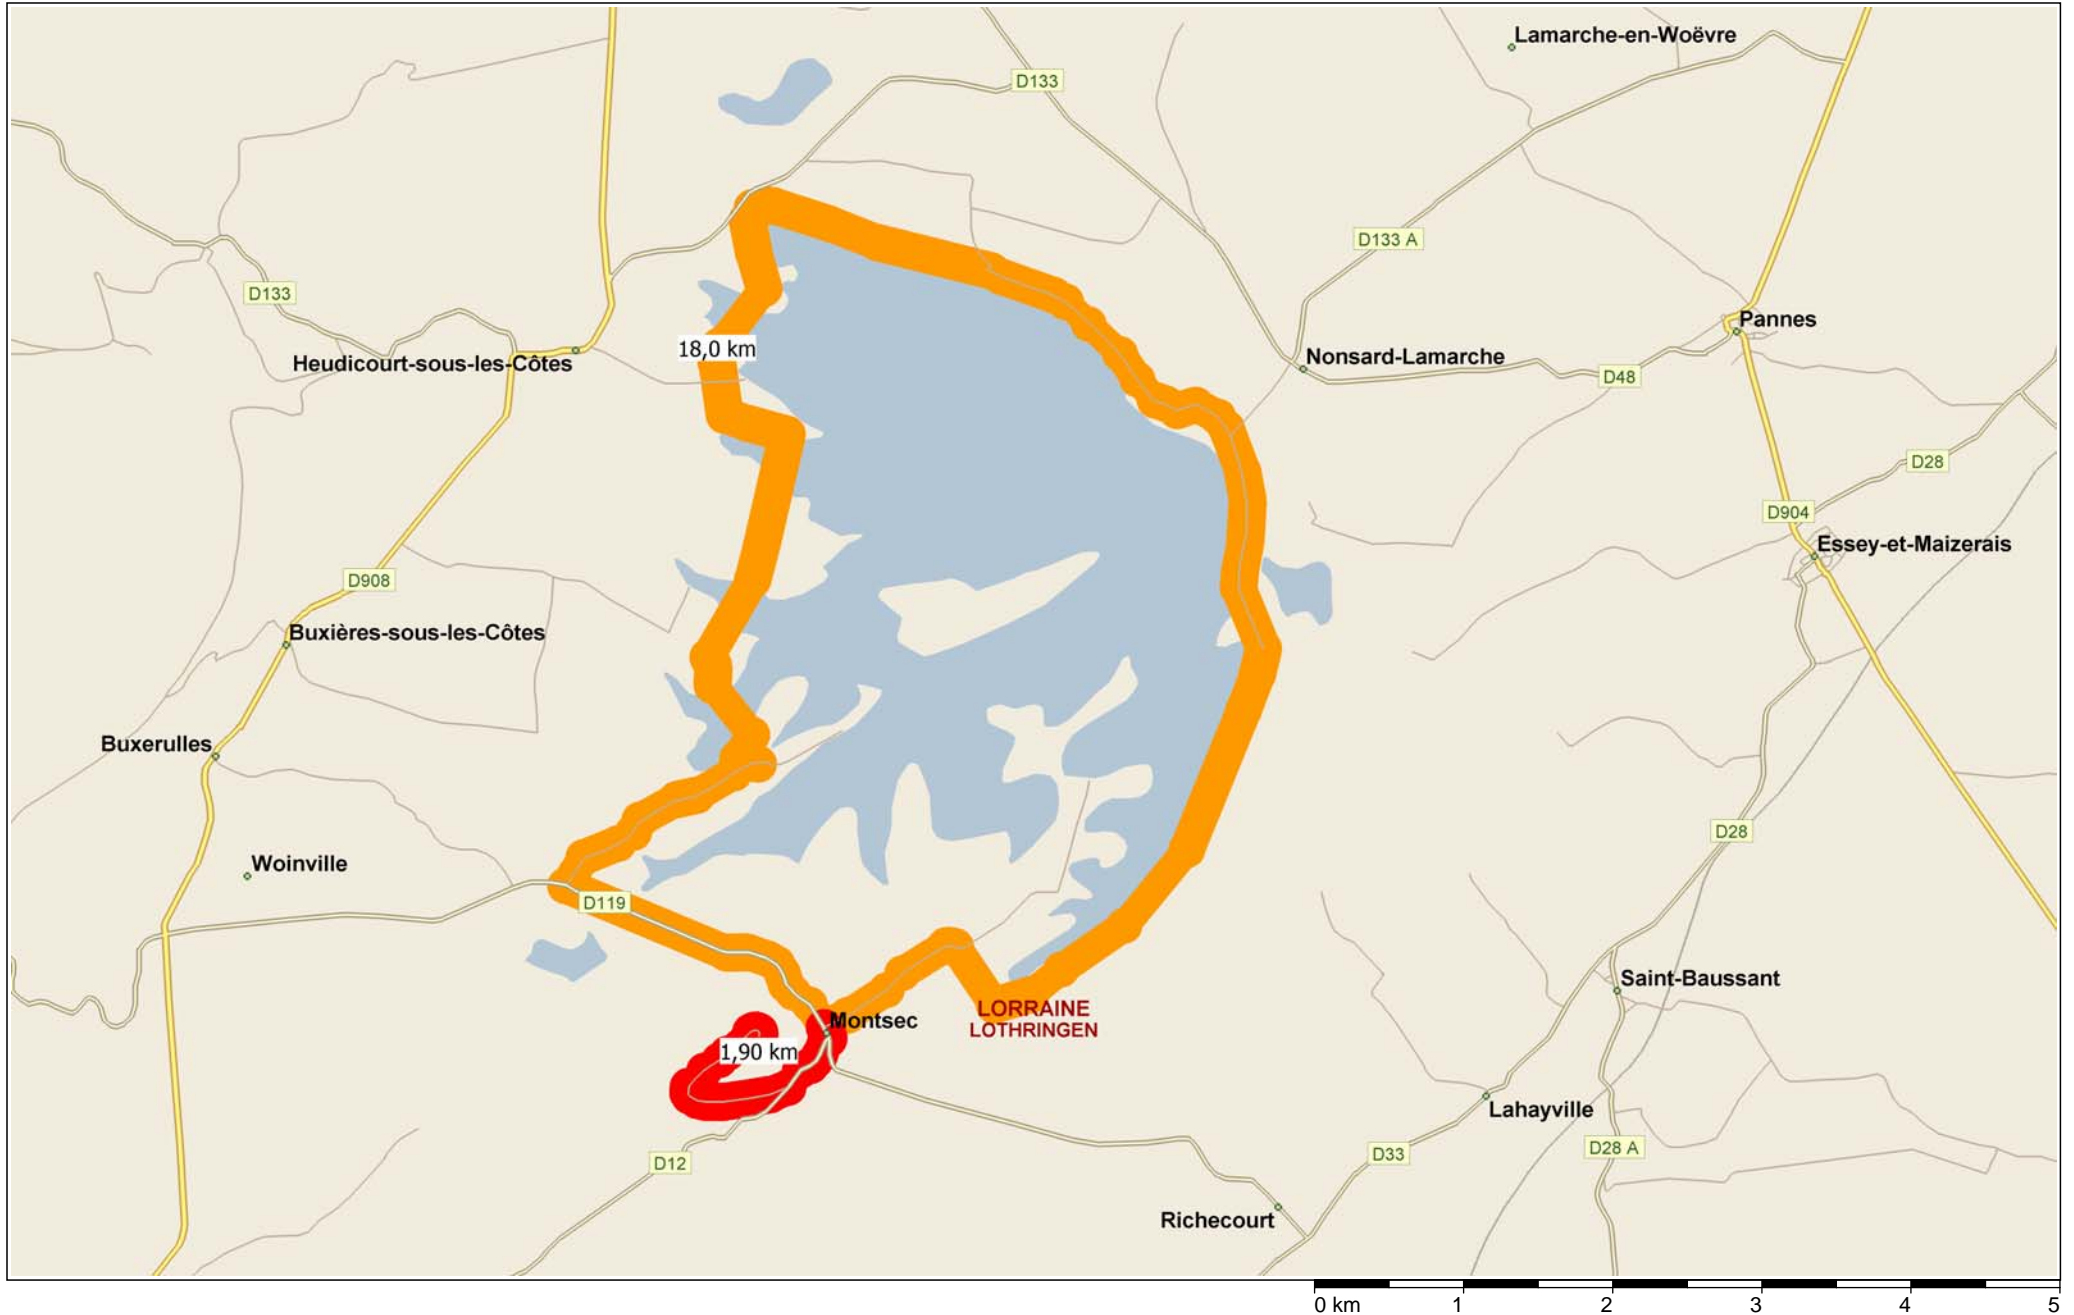 Lamarche-en-Woëvre
D133
D133 A
D133
Pannes
18,0 km
Nonsard-Lamarche
Heudicourt-sous-les-Côtes
D48
D28
D904
Essey-et-Maizerais
D908
Buxières-sous-les-Côtes
Buxerulles
D28
Woinville
D119
Saint-Baussant
LORRAINE
LOTHRINGEN
Montsec
1,90 km
Lahayville
D28 A
D33
D12
Richecourt
0 km 1 2 3 4 5